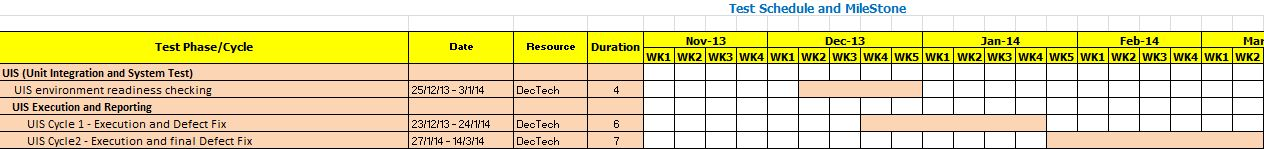 Test Schedule and MileStone
Test Phase/Cycle Date Resource Duration Nov-13 Dec-13 Jan-14 Feb-14 Mar
WK1 WK2 WK3 WK4 WK1 WK2 WK3 WK4 WK5 WK1 WK2 WK3 WK4 WK5 WK1 WK2 WK3 WK4 WK1 WK2
UIS (Unit Integration and System Test)
UIS environment readiness checking 25/12/13 - 3/1/14 DecTech 4
UIS Execution and Reporting
UIS Cycle 1 - Execution and Defect Fix 23/12/13 - 24/1/14 DecTech 6
UIS Cycle2 - Execution and final Defect Fix 27/1/14 - 14/3/14 DecTech 7